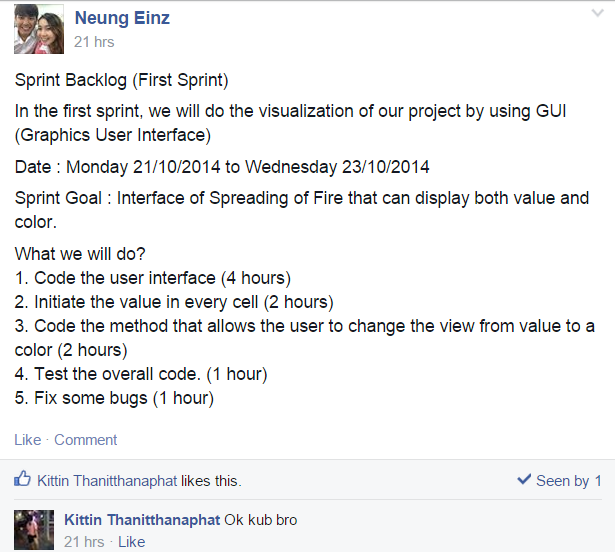 Neung Einz
21 hrs
Sprint Backlog (First Sprint)
In the first sprint, we will do the visualization of our project by using GUI
(Graphics User Interface)
Date : Monday 21/10/2014 to Wednesday 23/10/2014
Sprint Goal : Interface of Spreading of Fire that can display both value and
color.
What we will do?
1. Code the user interface (4 hours)
2. Initiate the value in every cell (2 hours)
3. Code the method that allows the user to change the view from value to a
color (2 hours)
4. Test the overall code. (1 hour)
5. Fix some bugs (1 hour)
Like · Comment
Kittin Thanitthanaphat likes this.
Seen by 1
Kittin Thanitthanaphat Ok kub bro
21 hrs · Like